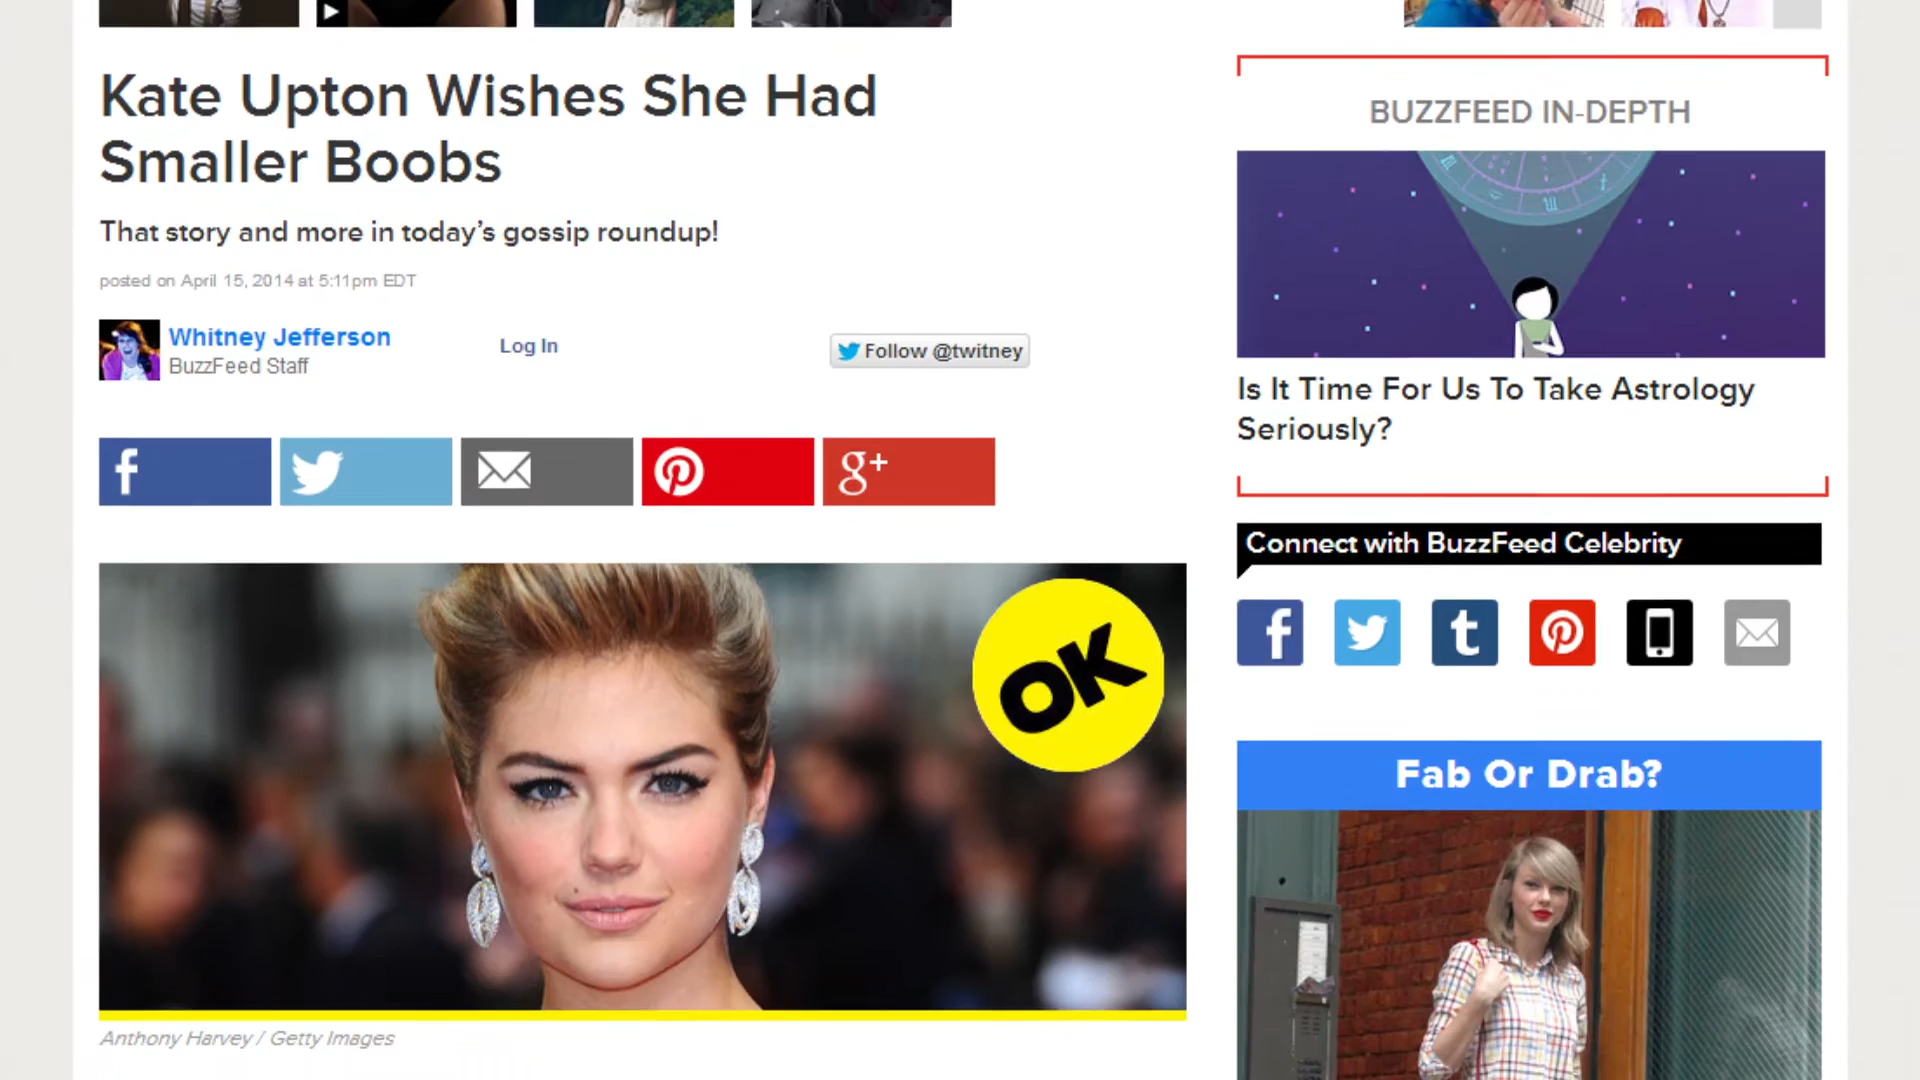 Kate Upton Wishes She Had
Smaller Boobs
That story and more in today's gossip roundup!
posted on April 15, 2014 at 5:11pm EDT
Whitney Jefferson
BuzzFeed Staff
Log In
Follow @twitney
f
g+
OK
Anthony Harvey / Getty Images
BUZZFEED IN-DEPTH
Is It Time For Us To Take Astrology
Seriously?
Connect with BuzzFeed Celebrity
f
t
Fab Or Drab?